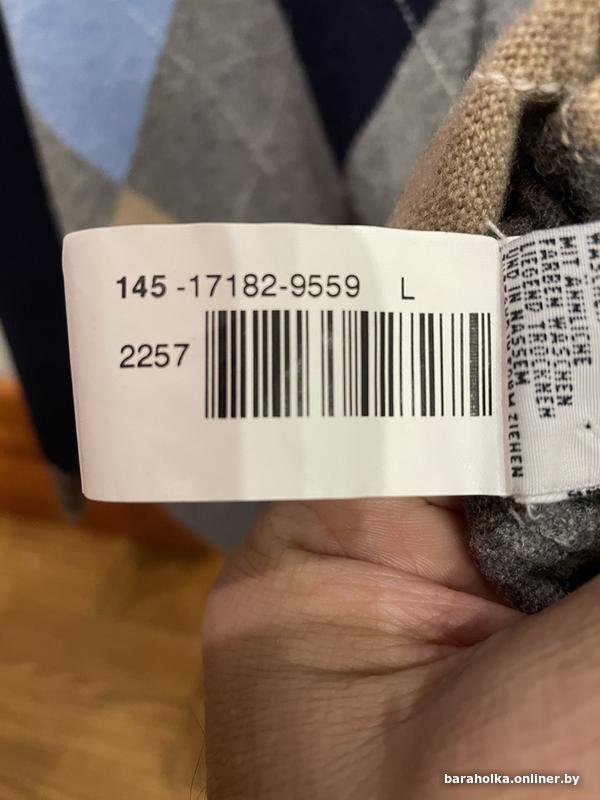 145 -17182-9559 L
2257
MIT ÄHNLICHE
FARBEN WASCHEN
LIEGEND TROCKNEN
UND IN NASSEM
ZIEHEN
baraholka.onliner.by